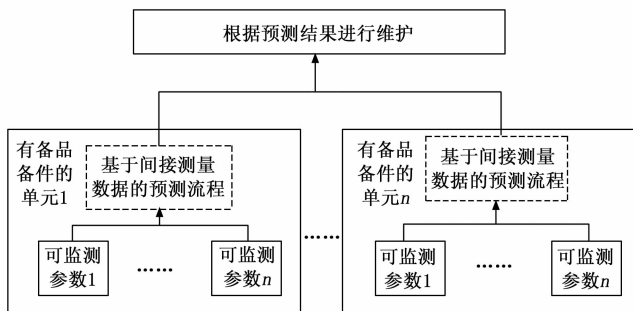 根据预测结果进行维护
有备品
备件的
单元1
基于间接测量
数据的预测流程
可监测
参数1
……
可监测
参数n
……
有备品
备件的
单元n
基于间接测量
数据的预测流程
可监测
参数1
……
可监测
参数n